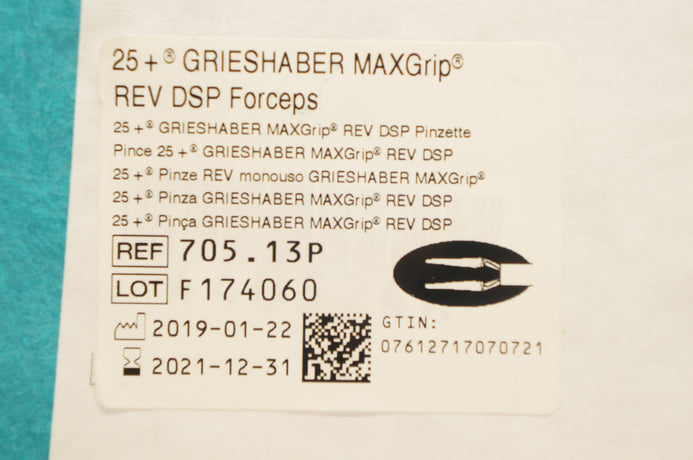 25+® GRIESHABER MAXGrip®
REV DSP Forceps
25+® GRIESHABER MAXGrip® REV DSP Pinzette
Pince 25+® GRIESHABER MAXGrip® REV DSP
25+® Pinze REV monouso GRIESHABER MAXGrip®
25+® Pinza GRIESHABER MAXGrip® REV DSP
25+® Pinça GRIESHABER MAXGrip® REV DSP
REF 705.13P
LOT F174060
2019-01-22
2021-12-31
GTIN:
07612717070721